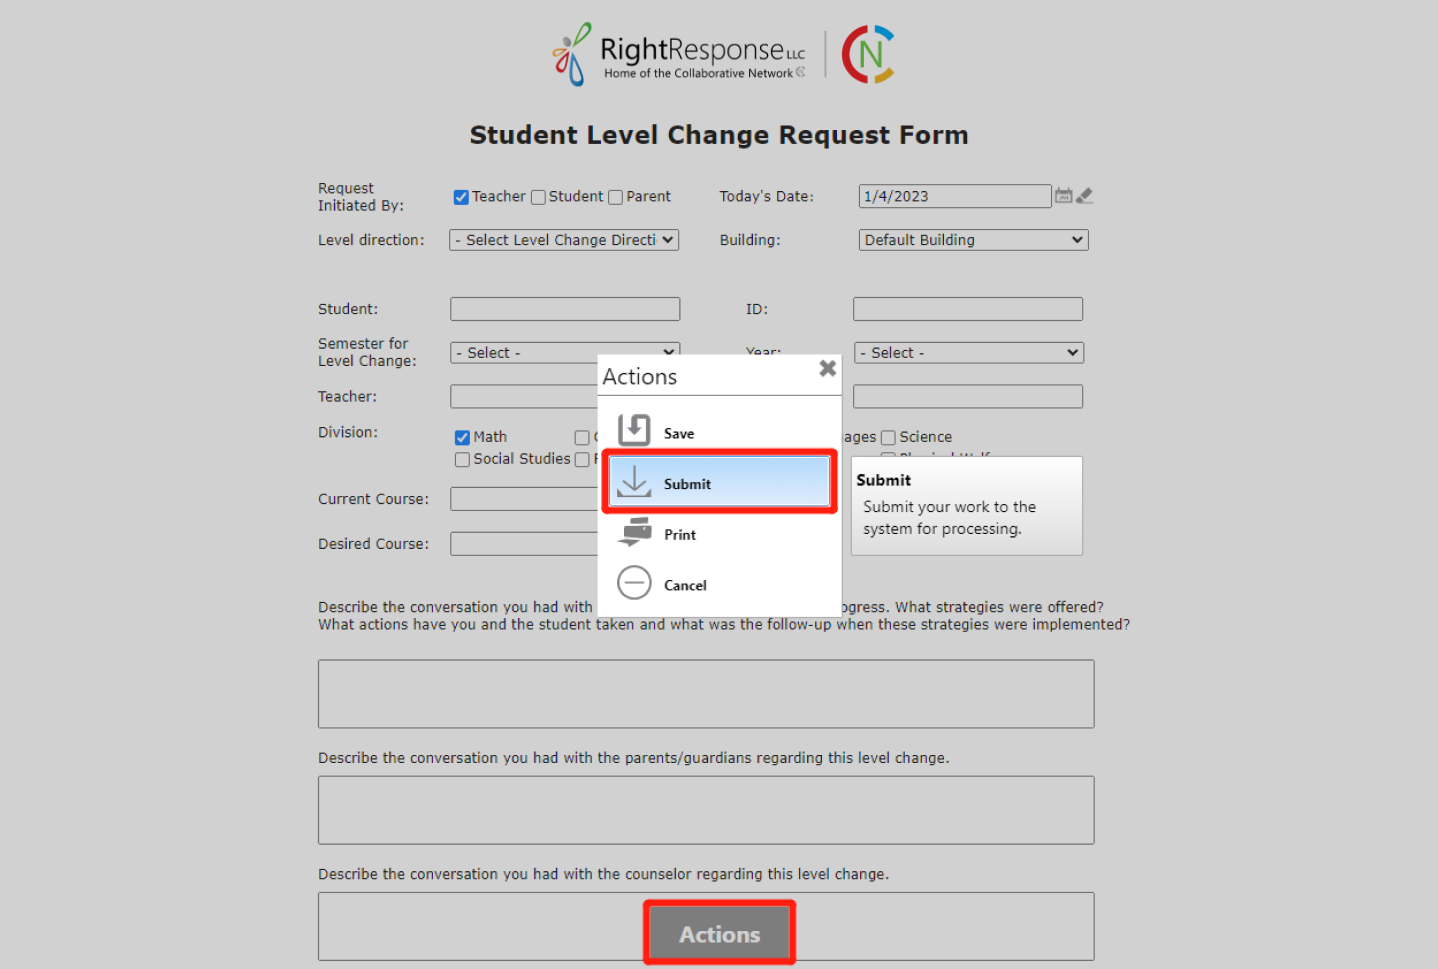 RightResponse LLC
Home of the Collaborative Network
CN
Student Level Change Request Form
Request
Initiated By:
Teacher Student Parent
Today's Date:
1/4/2023
Level direction:
- Select Level Change Directi
Building:
Default Building
Student:
ID:
Semester for
Level Change:
- Select -
Year:
- Select -
Teacher:
Division:
Math
ages
Science
Social Studies
Current Course:
Desired Course:
Actions
Save
Submit
Print
Cancel
Submit
Submit your work to the
system for processing.
Describe the conversation you had with
ogress. What strategies were offered?
What actions have you and the student taken and what was the follow-up when these strategies were implemented?
Describe the conversation you had with the parents/guardians regarding this level change.
Describe the conversation you had with the counselor regarding this level change.
Actions